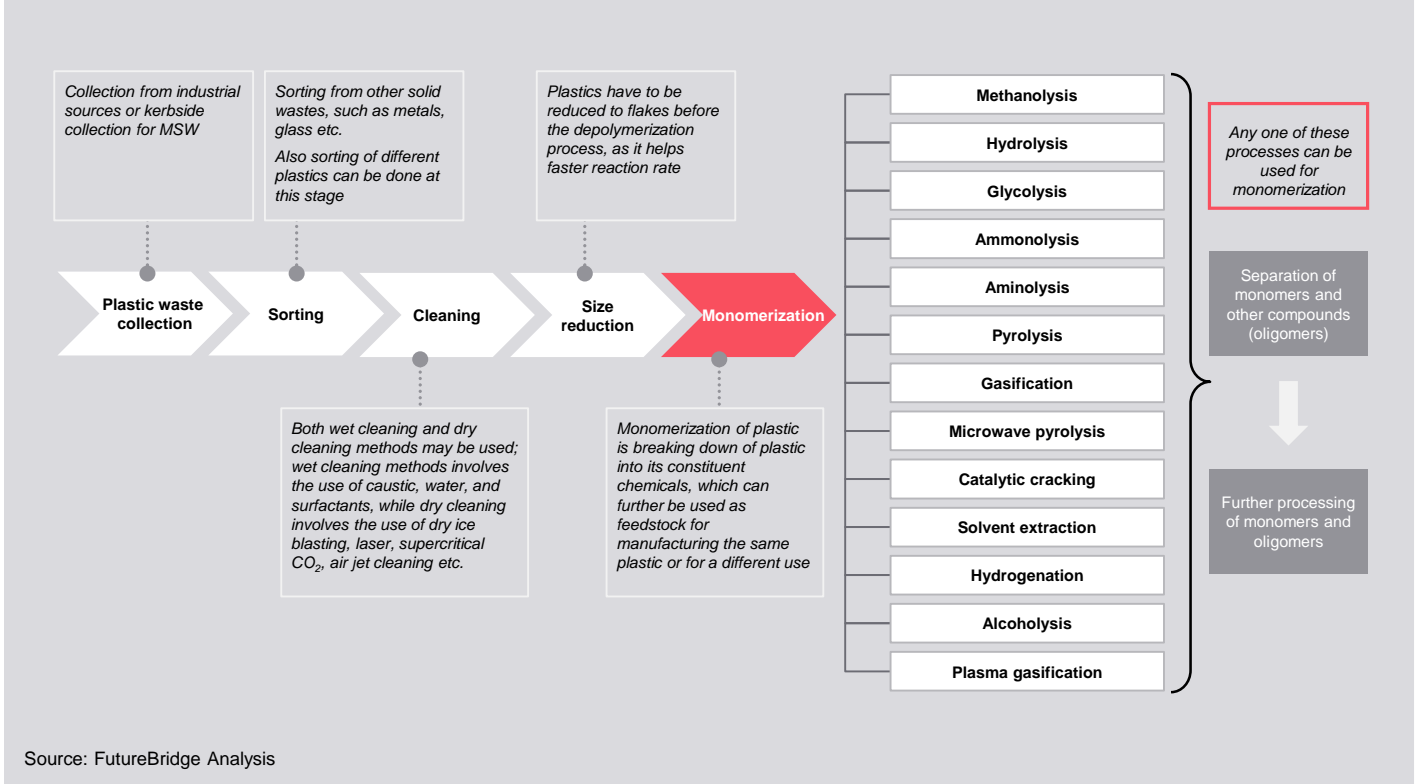 Collection from industrial
sources or kerbside
collection for MSW
Sorting from other solid
wastes, such as metals,
glass etc.
Also sorting of different
plastics can be done at
this stage
Plastics have to be
reduced to flakes before
the depolymerization
process, as it helps
faster reaction rate
Plastic waste
collection
Sorting
Cleaning
Size
reduction
Monomerization
Both wet cleaning and dry
cleaning methods may be used;
wet cleaning methods involves
the use of caustic, water, and
surfactants, while dry cleaning
involves the use of dry ice
blasting, laser, supercritical
CO₂, air jet cleaning etc.
Monomerization of plastic
is breaking down of plastic
into its constituent
chemicals, which can
further be used as
feedstock for
manufacturing the same
plastic or for a different use
Methanolysis
Hydrolysis
Glycolysis
Ammonolysis
Aminolysis
Pyrolysis
Gasification
Microwave pyrolysis
Catalytic cracking
Solvent extraction
Hydrogenation
Alcoholysis
Plasma gasification
Any one of these
processes can be
used for
monomerization
Separation of
monomers and
other compounds
(oligomers)
Further processing
of monomers and
oligomers
Source: FutureBridge Analysis